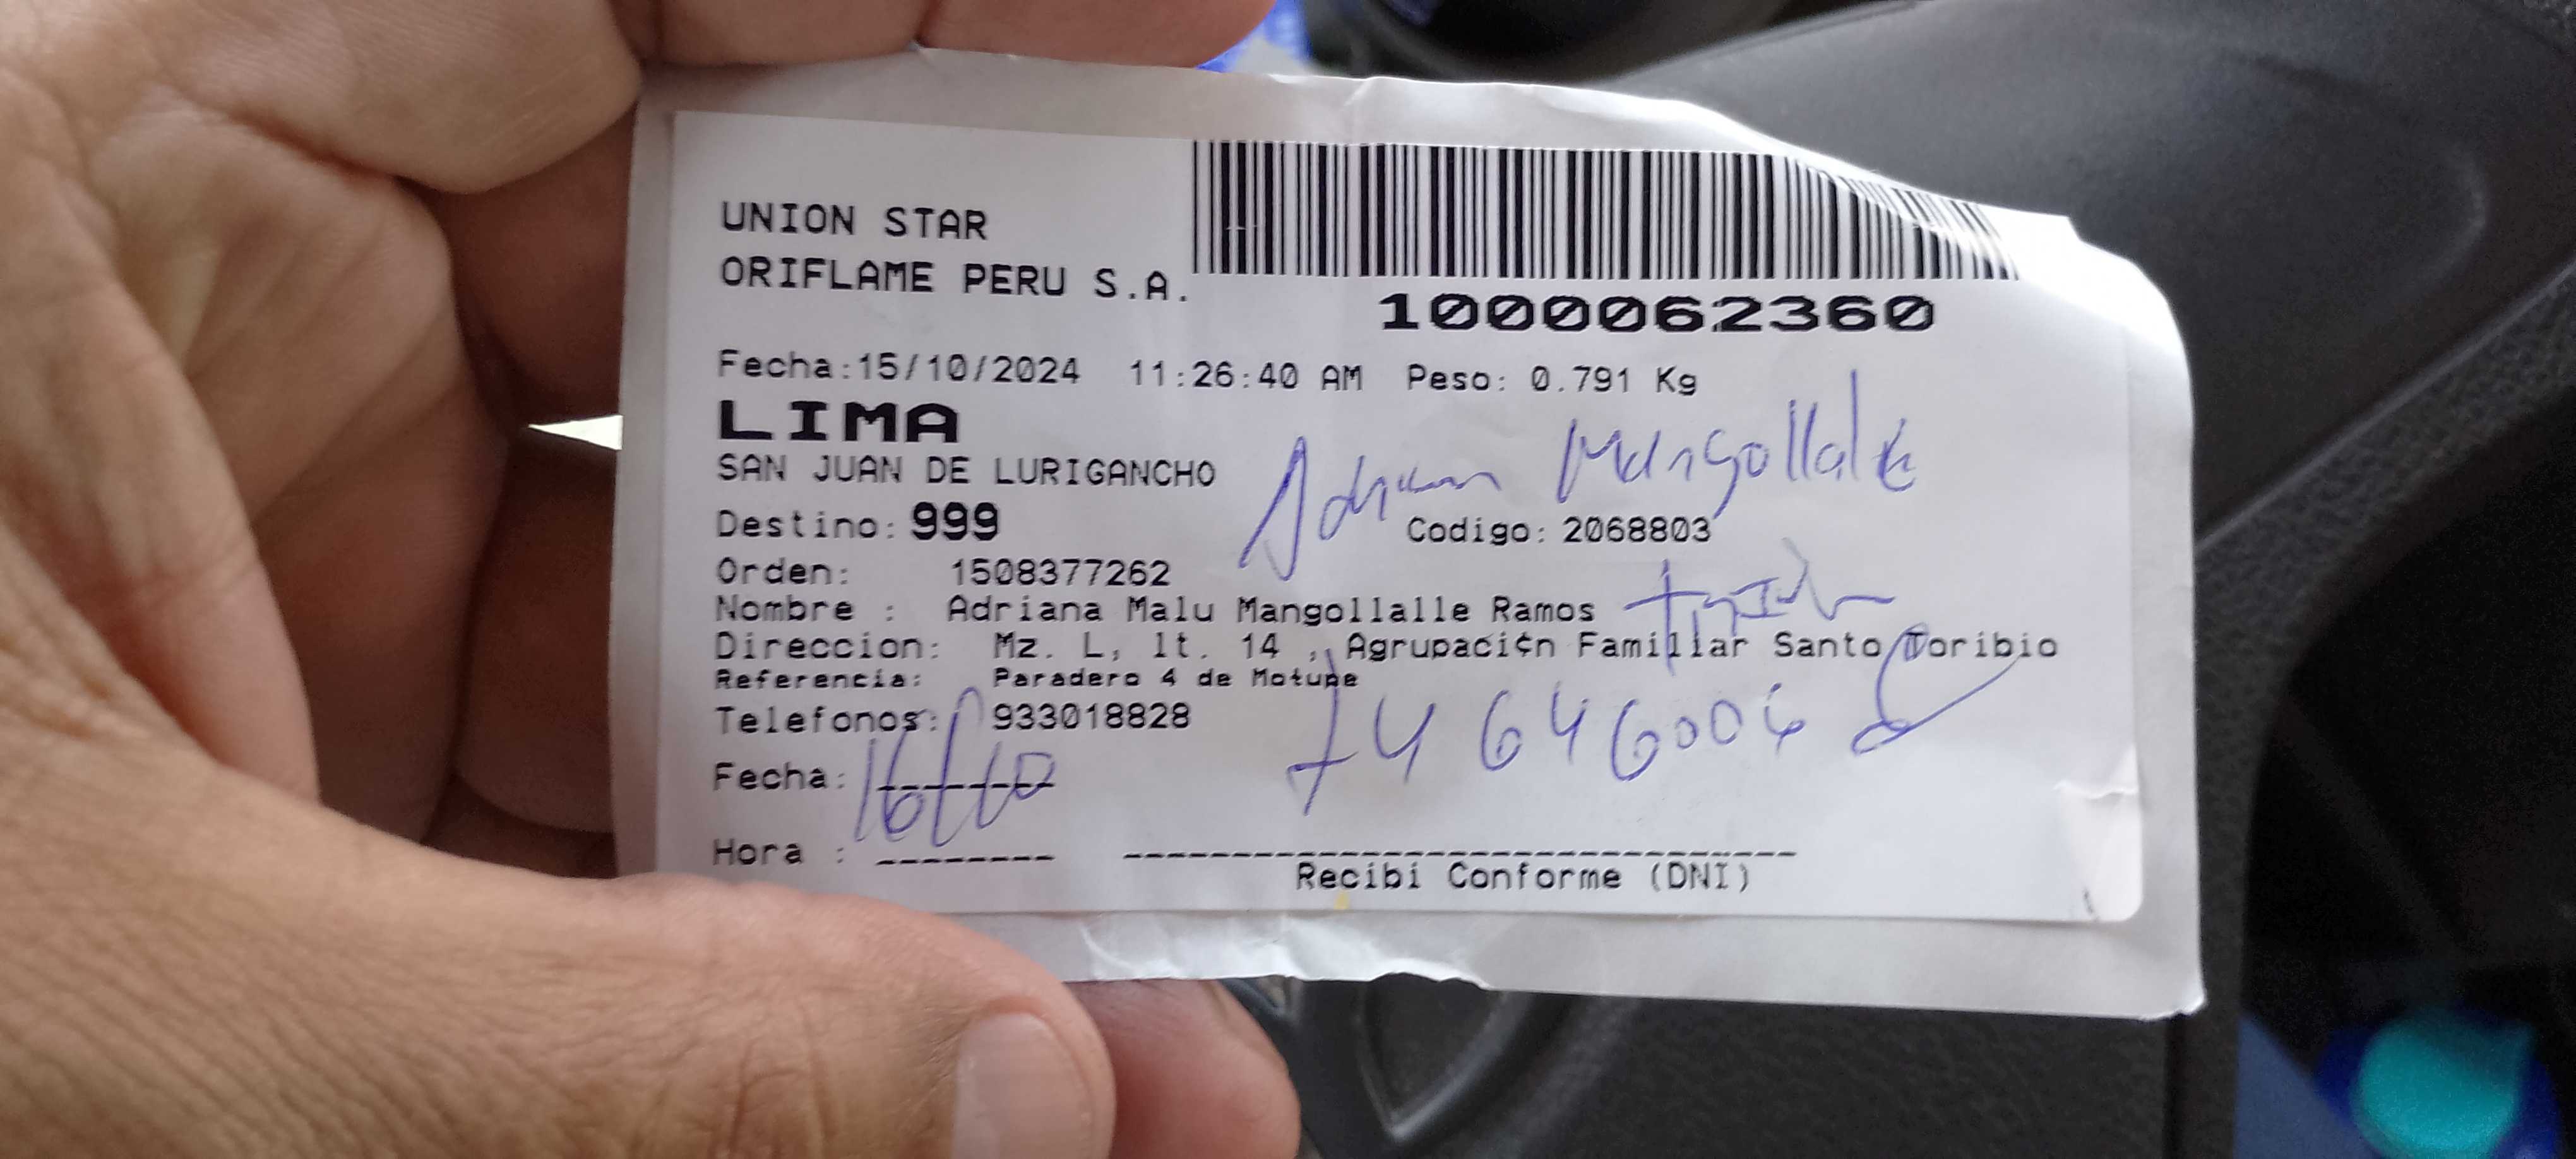 UNION STAR
ORIFLAME PERU S.A.
1000062360
Fecha:15/10/2024 11:26:40 AM Peso: 0.791 Kg
LIMA
SAN JUAN DE LURIGANCHO
Adriana Mangollalle
Destino: 999 Codigo: 2068803
Orden: 1508377262
Nombre : Adriana Malu Mangollalle Ramos
Direccion: Mz. L, lt. 14 , Agrupaci¢n Familiar Santo Toribio
Referencia: Paradero 4 de Motupe
Telefonos: 933018828
74646006
Fecha: 16/10
Hora :
Recibi Conforme (DNI)